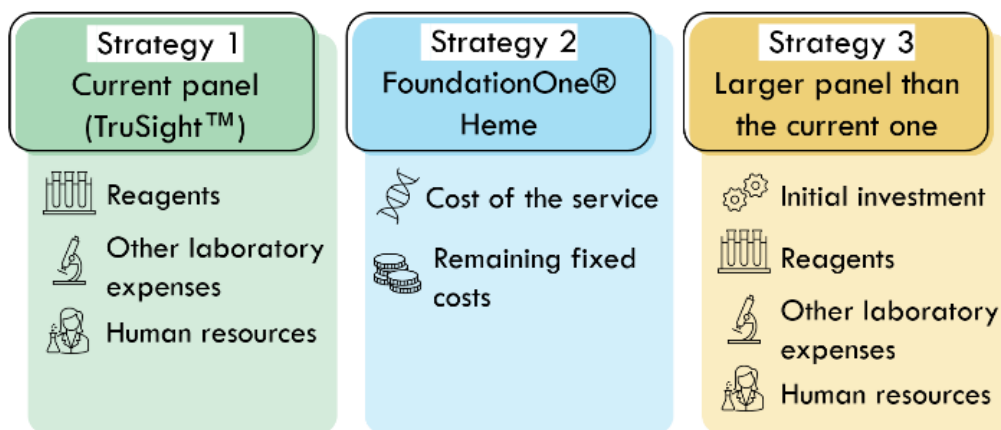 Strategy 1
Current panel
(TruSight™)
Reagents
Other laboratory
expenses
Human resources
Strategy 2
FoundationOne®
Heme
Cost of the service
Remaining fixed
costs
Strategy 3
Larger panel than
the current one
Initial investment
Reagents
Other laboratory
expenses
Human resources